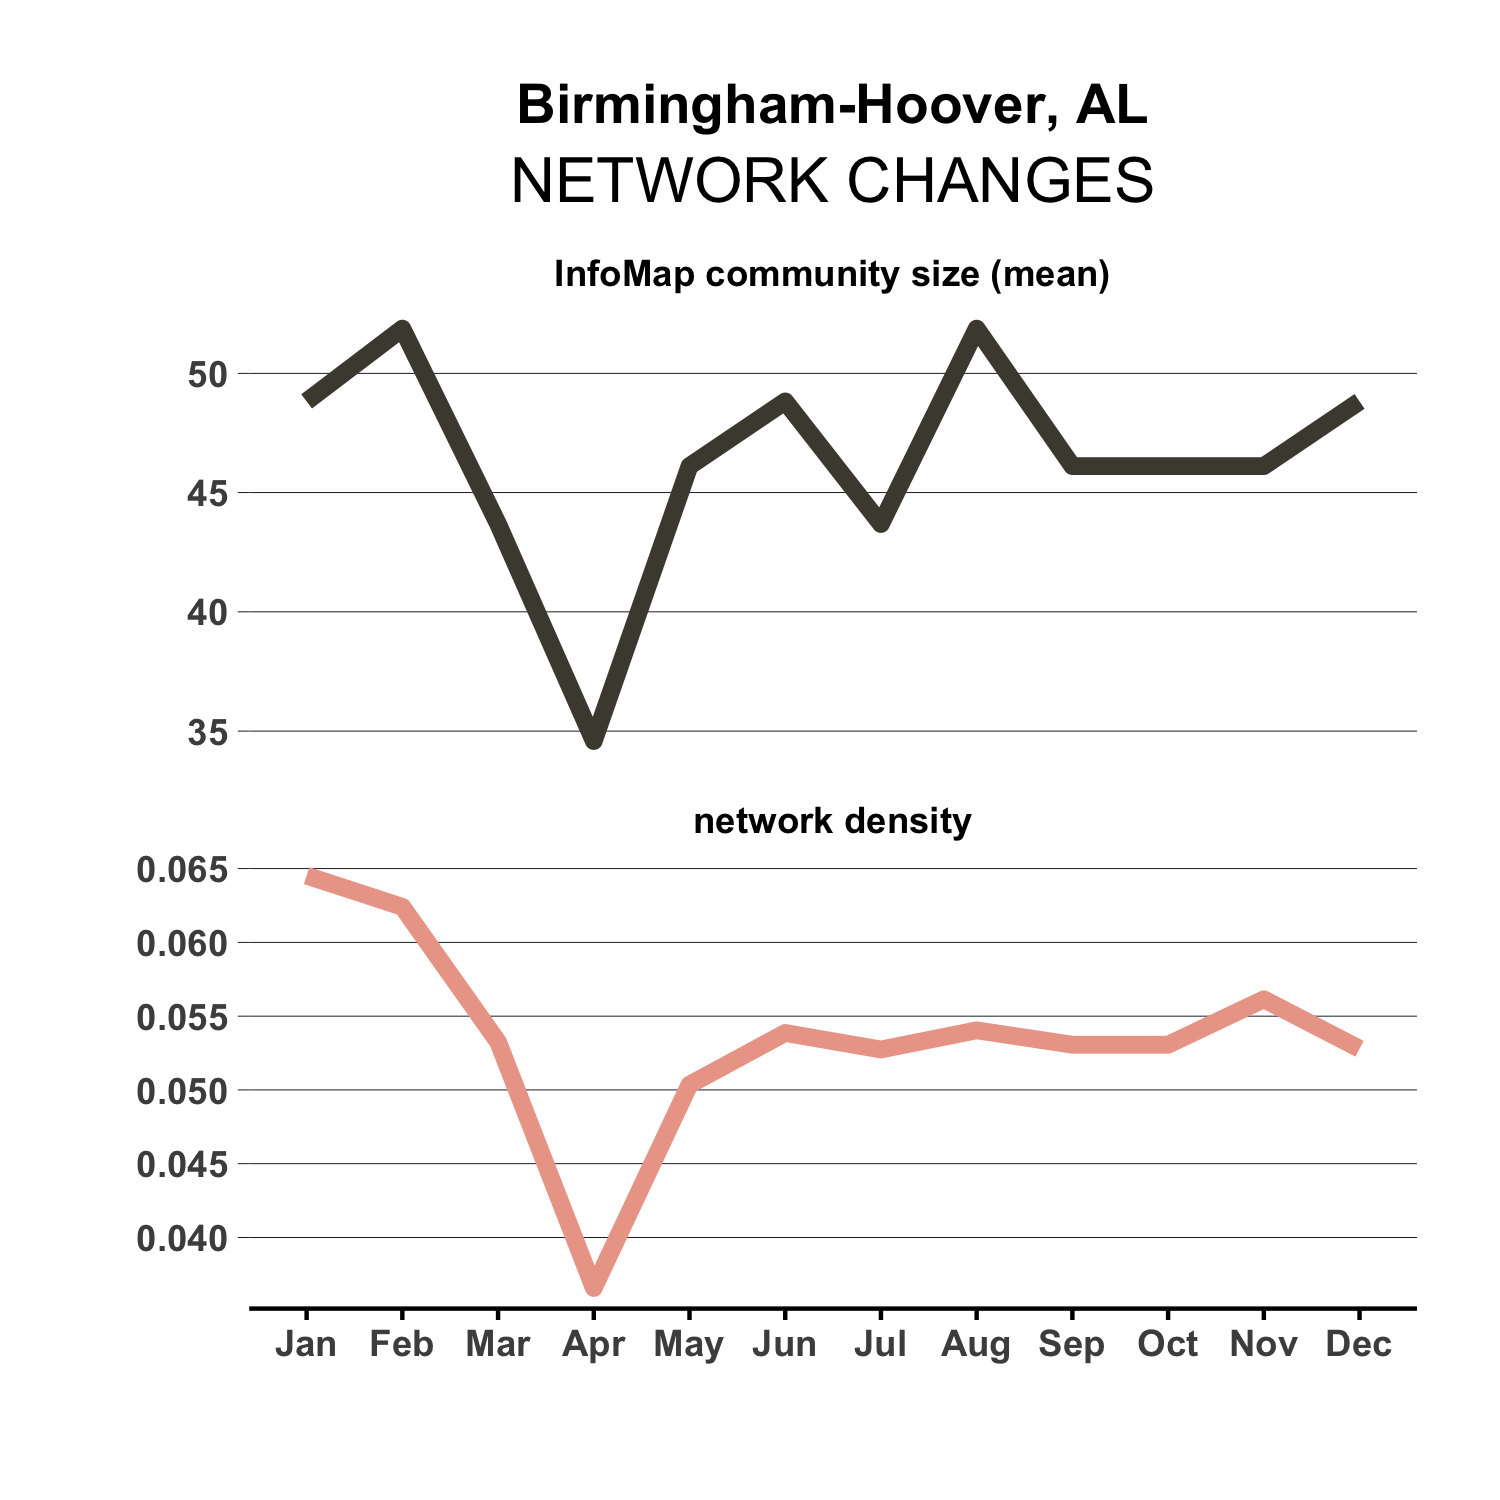 Birmingham-Hoover, AL
NETWORK CHANGES
InfoMap community size (mean)
50
45
40
35
network density
0.065
0.060
0.055
0.050
0.045
0.040
Jan Feb Mar Apr May Jun Jul Aug Sep Oct Nov Dec